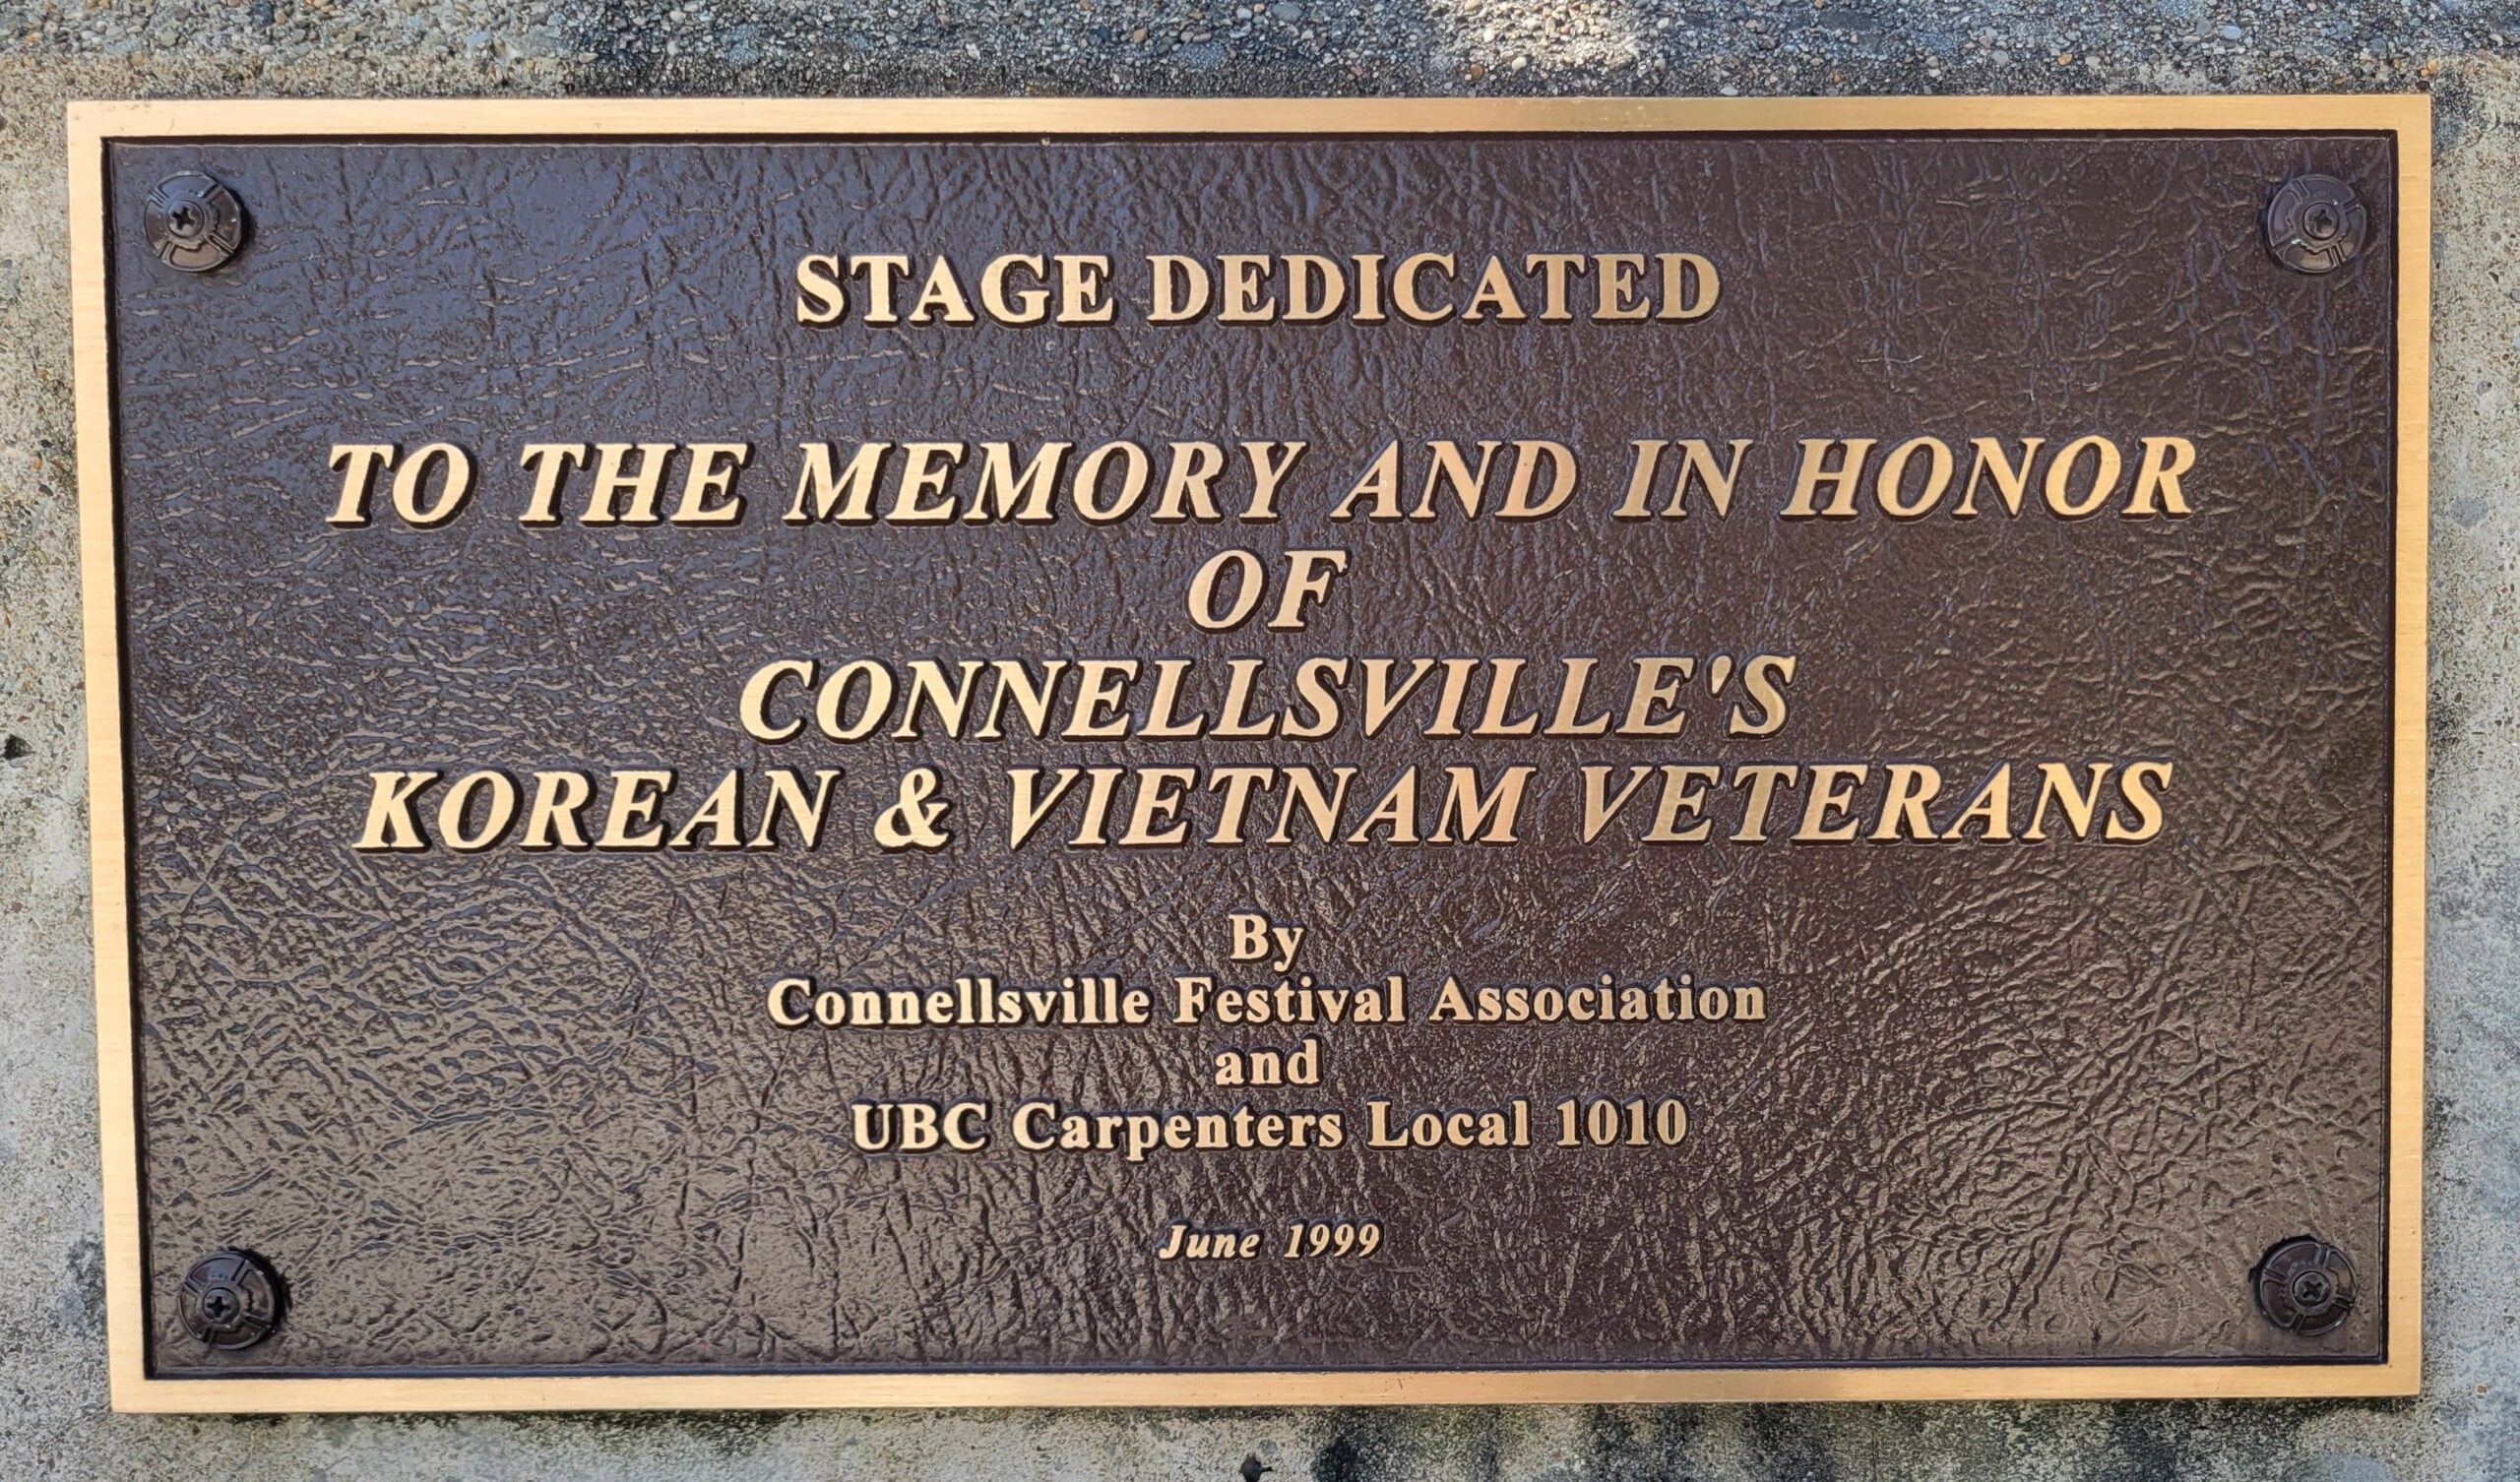 STAGE DEDICATED
TO THE MEMORY AND IN HONOR
OF
CONNELLSVILLE'S
KOREAN & VIETNAM VETERANS
By
Connellsville Festival Association
and
UBC Carpenters Local 1010
June 1999